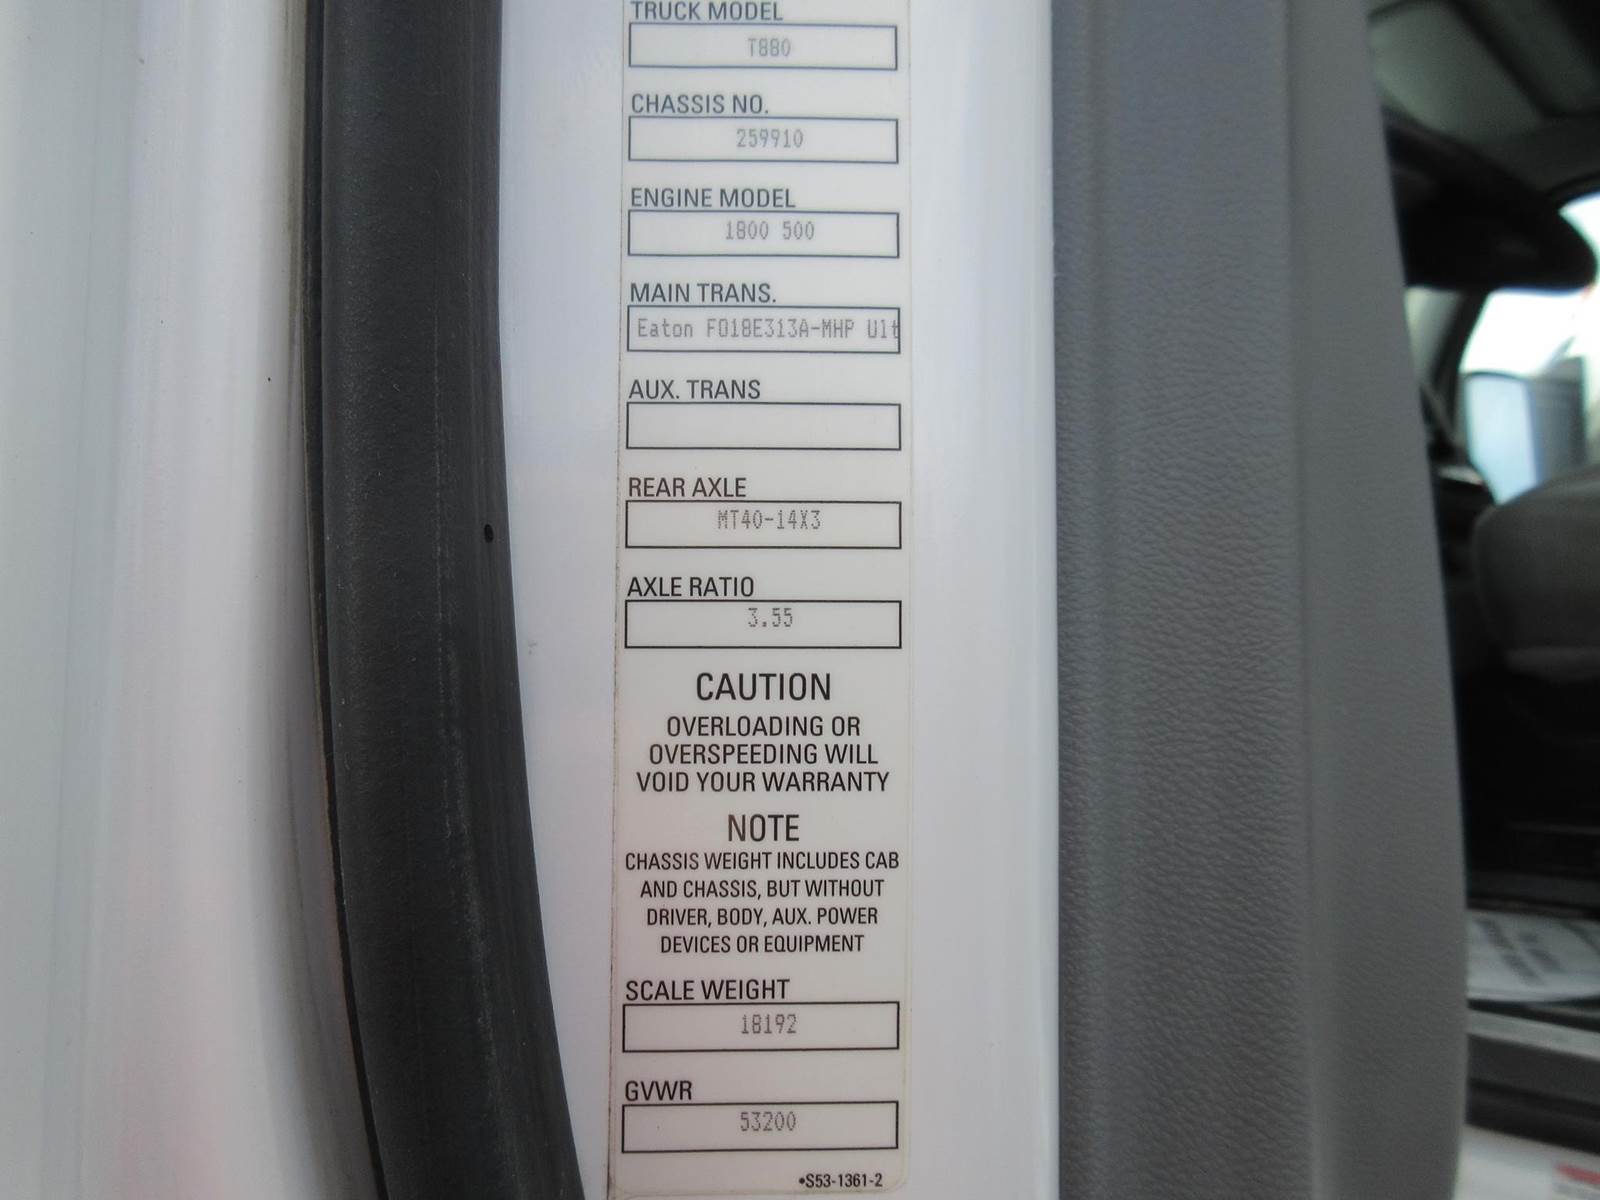 TRUCK MODEL
T880
CHASSIS NO.
259910
ENGINE MODEL
1800 500
MAIN TRANS.
Eaton FO18E313A-MHP Ult
AUX. TRANS
REAR AXLE
MT40-14X3
AXLE RATIO
3.55
CAUTION
OVERLOADING OR
OVERSPEEDING WILL
VOID YOUR WARRANTY
NOTE
CHASSIS WEIGHT INCLUDES CAB
AND CHASSIS, BUT WITHOUT
DRIVER, BODY, AUX. POWER
DEVICES OR EQUIPMENT
SCALE WEIGHT
18192
GVWR
53200
•S53-1361-2